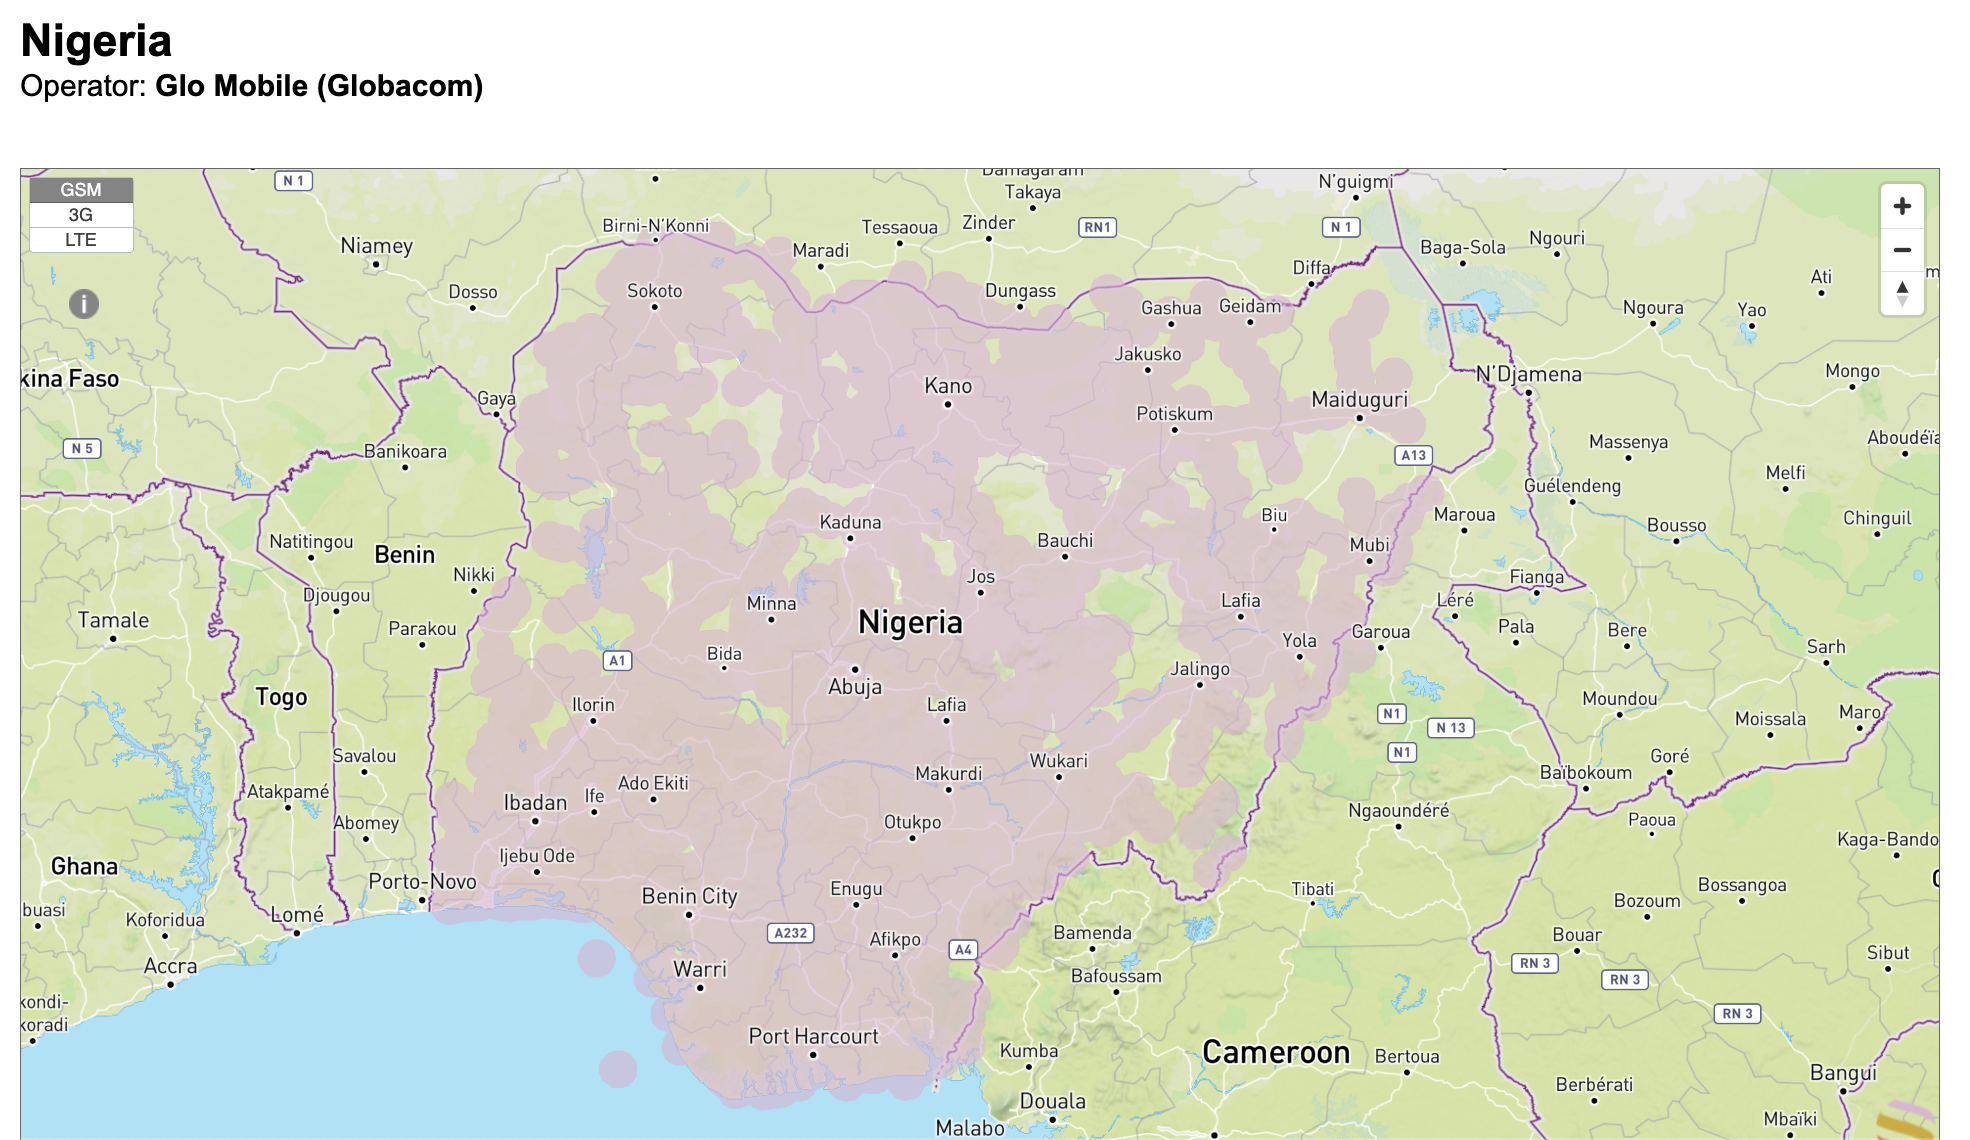 Nigeria
Operator: Glo Mobile (Globacom)
GSM
3G
LTE
N 1
Damagaram
Takaya
N'guigmi
Birni-N'Konni
Tessaoua
Zinder
RN1
N 1
Niamey
Maradi
Baga-Sola
Ngouri
Dosso
Sokoto
Dungass
Diffa
Ati
Gashua
Geidam
Ngoura
Yao
kina Faso
Jakusko
N'Djamena
Mongo
Gaya
Kano
Potiskum
Maiduguri
N 5
Banikoara
A13
Massenya
Aboudéïa
Melfi
Guélendeng
Natitingou
Benin
Kaduna
Bauchi
Biu
Mubi
Maroua
Bousso
Chinguil
Nikki
Jos
Fianga
Djougou
Minna
Nigeria
Lafia
Léré
Tamale
Parakou
Bida
A1
Yola
Garoua
Pala
Bere
Sarh
Togo
Abuja
Jalingo
Ilorin
Lafia
N1
N 13
Moundou
Moissala
Maro
Savalou
N1
Goré
Atakpamé
Ibadan
Ife
Ado Ekiti
Makurdi
Wukari
Baïbokoum
Abomey
Otukpo
Ngaoundéré
Paoua
Kaga-Bando
Ghana
Ijebu Ode
Porto-Novo
Benin City
Enugu
Tibati
Bozoum
Bossangoa
buasi
Koforidua
Lomé
A232
Afikpo
A4
Bamenda
Bouar
Accra
Warri
Bafoussam
RN 3
RN 3
Sibut
kondi-
koradi
Port Harcourt
RN 3
Kumba
Cameroon
Bertoua
Bangui
Douala
Berbérati
Malabo
Mbaïki